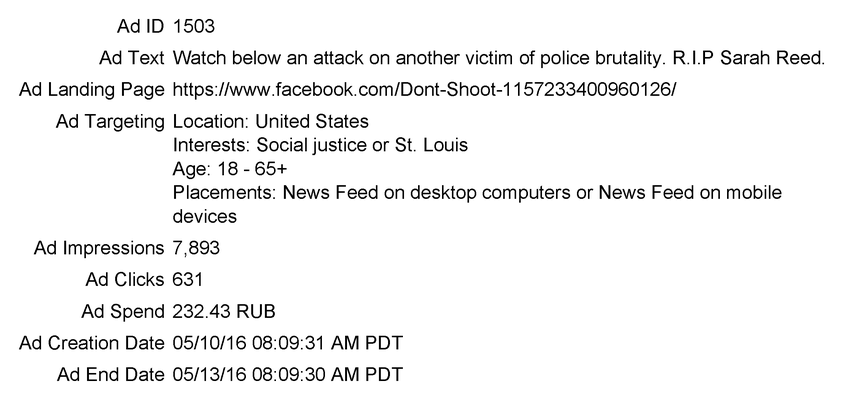 Ad ID 1503
Ad Text Watch below an attack on another victim of police brutality. R.I.P Sarah Reed.
Ad Landing Page https://www.facebook.com/Dont-Shoot-1157233400960126/
Ad Targeting Location: United States
Interests: Social justice or St. Louis
Age: 18 - 65+
Placements: News Feed on desktop computers or News Feed on mobile
devices
Ad Impressions 7,893
Ad Clicks 631
Ad Spend 232.43 RUB
Ad Creation Date 05/10/16 08:09:31 AM PDT
Ad End Date 05/13/16 08:09:30 AM PDT